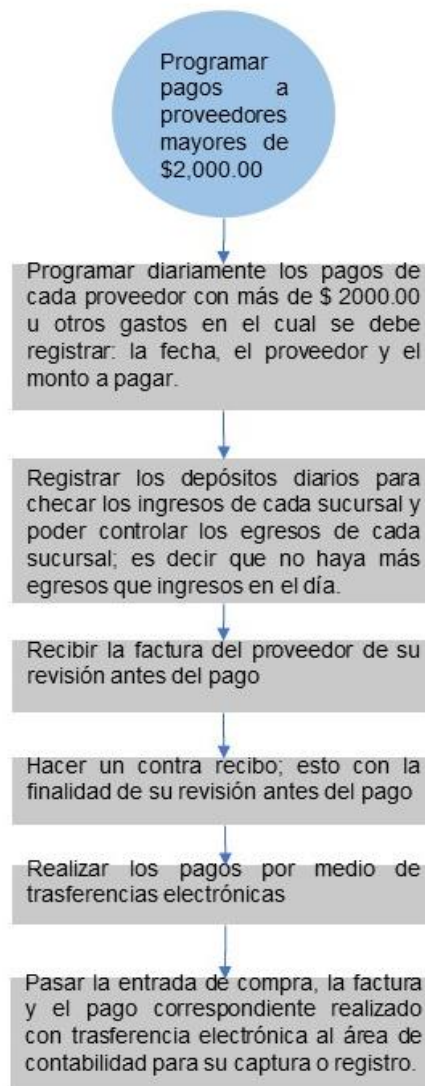 Programar
pagos a
proveedores
mayores de
$2,000.00
Programar diariamente los pagos de
cada proveedor con más de $ 2000.00
u otros gastos en el cual se debe
registrar: la fecha, el proveedor y el
monto a pagar.
Registrar los depósitos diarios para
checar los ingresos de cada sucursal y
poder controlar los egresos de cada
sucursal; es decir que no haya más
egresos que ingresos en el día.
Recibir la factura del proveedor de su
revisión antes del pago
Hacer un contra recibo; esto con la
finalidad de su revisión antes del pago
Realizar los pagos por medio de
trasferencias electrónicas
Pasar la entrada de compra, la factura
y el pago correspondiente realizado
con trasferencia electrónica al área de
contabilidad para su captura o registro.